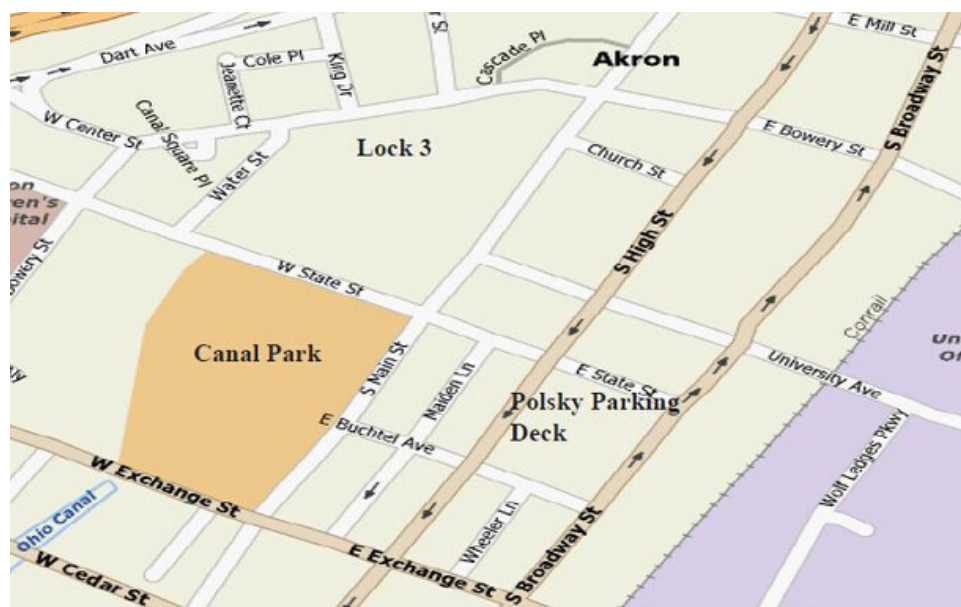 E Mill St
Dart Ave
Cole Pl
King Dr
Cascade Pl
Akron
S Broadway St
Jeanette Ct
W Center St
Canal Square Pl
Water St
Lock 3
E Bowery St
Church St
S High St
W State St
Conrail
Canal Park
S Main St
Naiden Ln
E State St
University Ave
Polsky Parking
Deck
E Buchtel Ave
Wolf Ledges Pkwy
W Exchange St
Ohio Canal
Wheeler Ln
E Exchange St
S Broadway St
W Cedar St